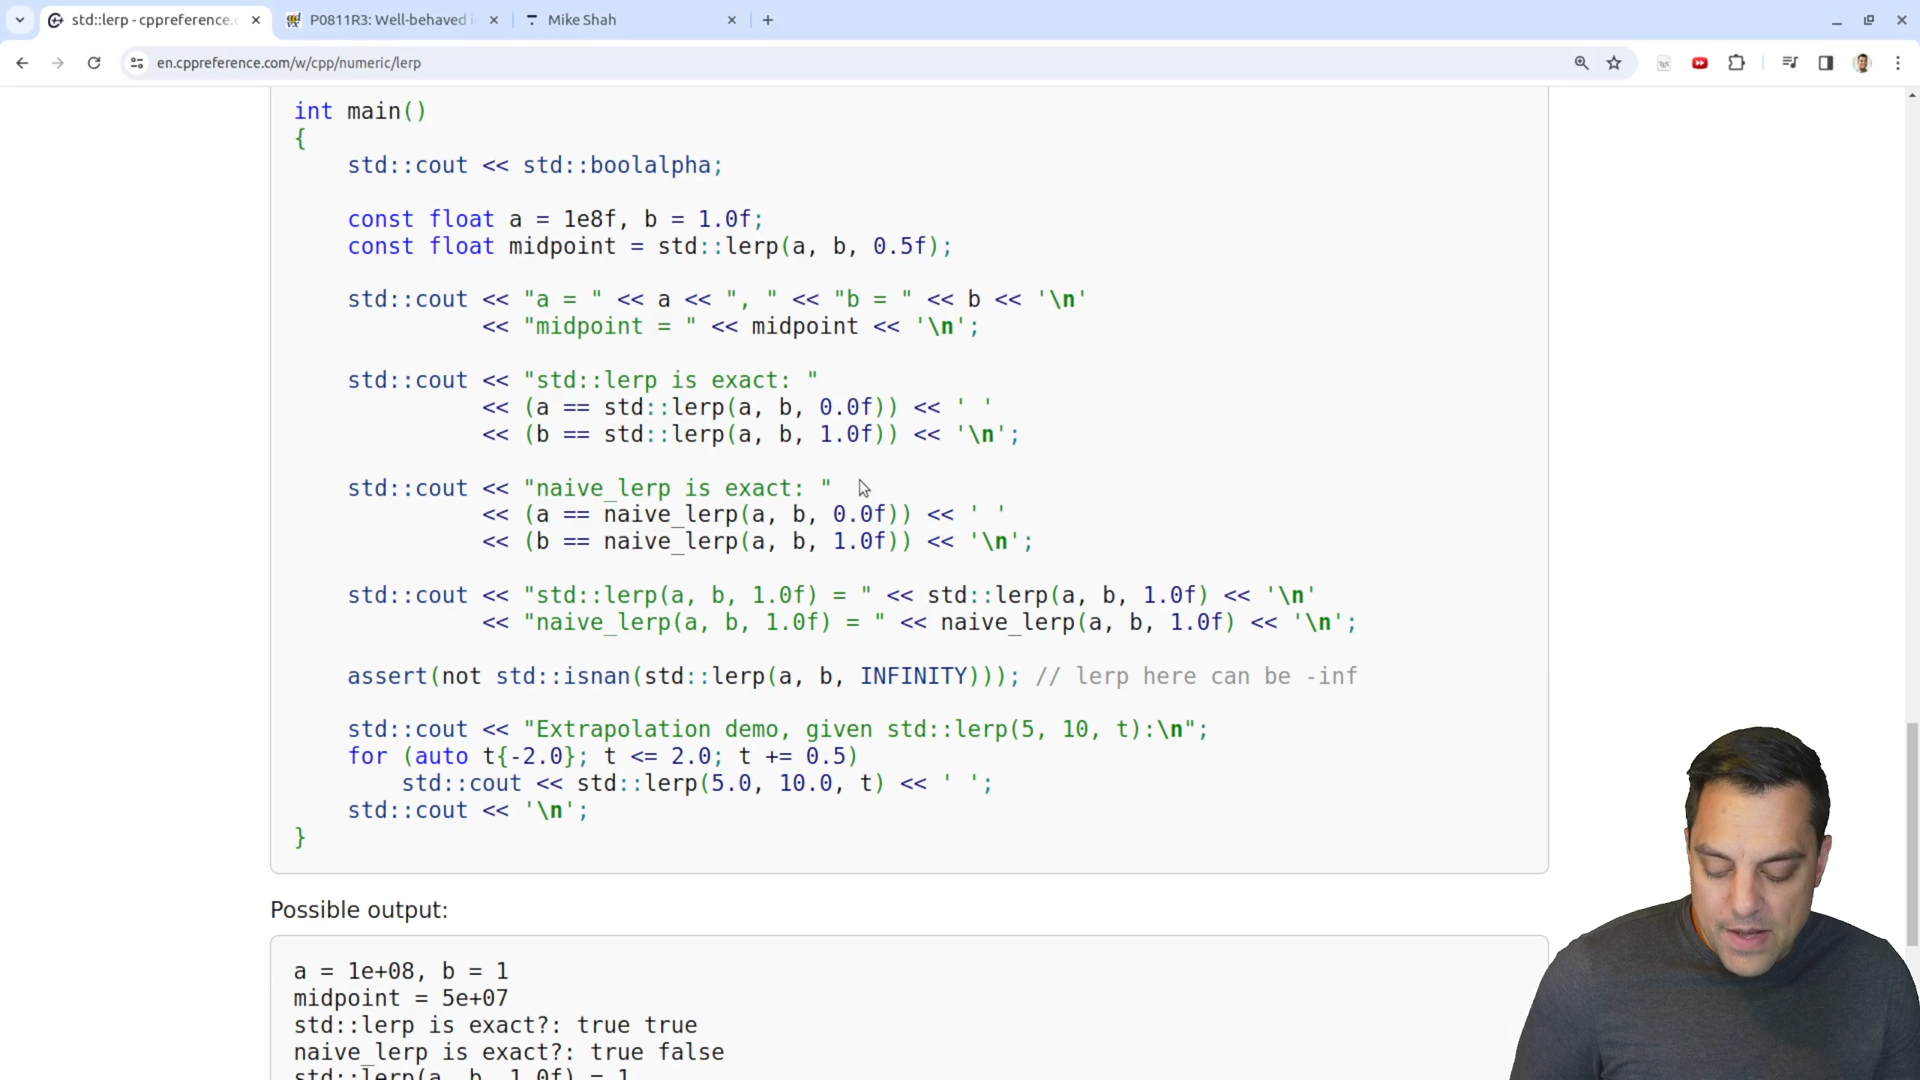 std::lerp - cppreference.c
P0811R3: Well-behaved i
Mike Shah
en.cppreference.com/w/cpp/numeric/lerp
int main()
{
    std::cout << std::boolalpha;
    const float a = 1e8f, b = 1.0f;
    const float midpoint = std::lerp(a, b, 0.5f);
    std::cout << "a = " << a << ", " << "b = " << b << '\n'
              << "midpoint = " << midpoint << '\n';
    std::cout << "std::lerp is exact: "
              << (a == std::lerp(a, b, 0.0f)) << ' '
              << (b == std::lerp(a, b, 1.0f)) << '\n';
    std::cout << "naive_lerp is exact: "
              << (a == naive_lerp(a, b, 0.0f)) << ' '
              << (b == naive_lerp(a, b, 1.0f)) << '\n';
    std::cout << "std::lerp(a, b, 1.0f) = " << std::lerp(a, b, 1.0f) << '\n'
              << "naive_lerp(a, b, 1.0f) = " << naive_lerp(a, b, 1.0f) << '\n';
    assert(not std::isnan(std::lerp(a, b, INFINITY))); // lerp here can be -inf
    std::cout << "Extrapolation demo, given std::lerp(5, 10, t):\n";
    for (auto t{-2.0}; t <= 2.0; t += 0.5)
        std::cout << std::lerp(5.0, 10.0, t) << ' ';
    std::cout << '\n';
}
Possible output:
a = 1e+08, b = 1
midpoint = 5e+07
std::lerp is exact?: true true
naive_lerp is exact?: true false
std::lerp(a, b, 1.0f) = 1